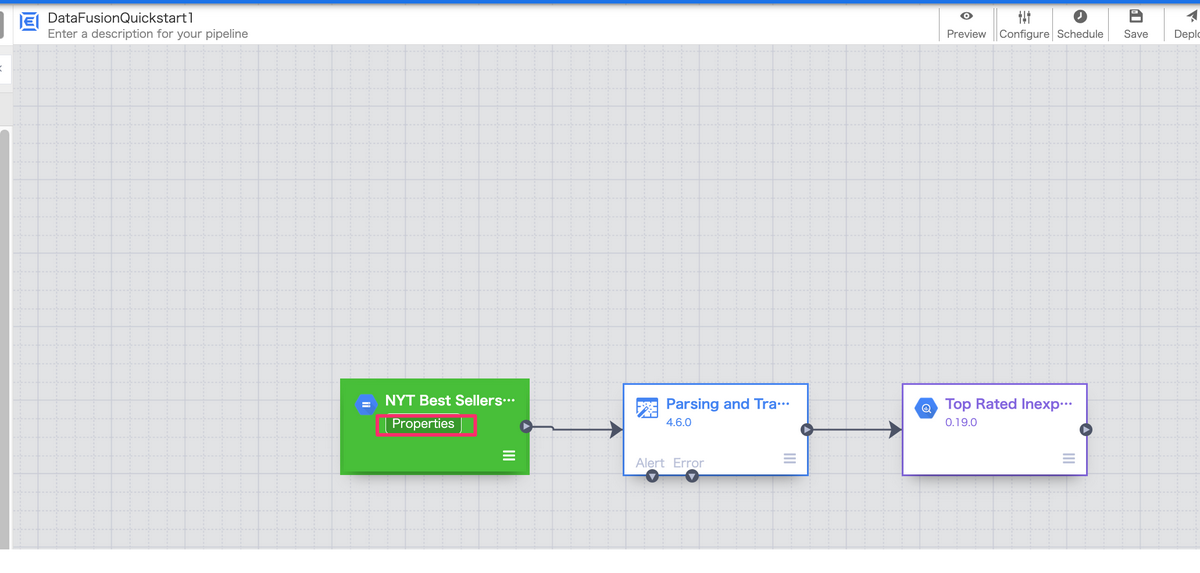 DataFusionQuickstart1
Enter a description for your pipeline
Preview
Configure
Schedule
Save
NYT Best Sellers···
Properties
Parsing and Tra···
4.6.0
Alert Error
Top Rated Inexp···
0.19.0